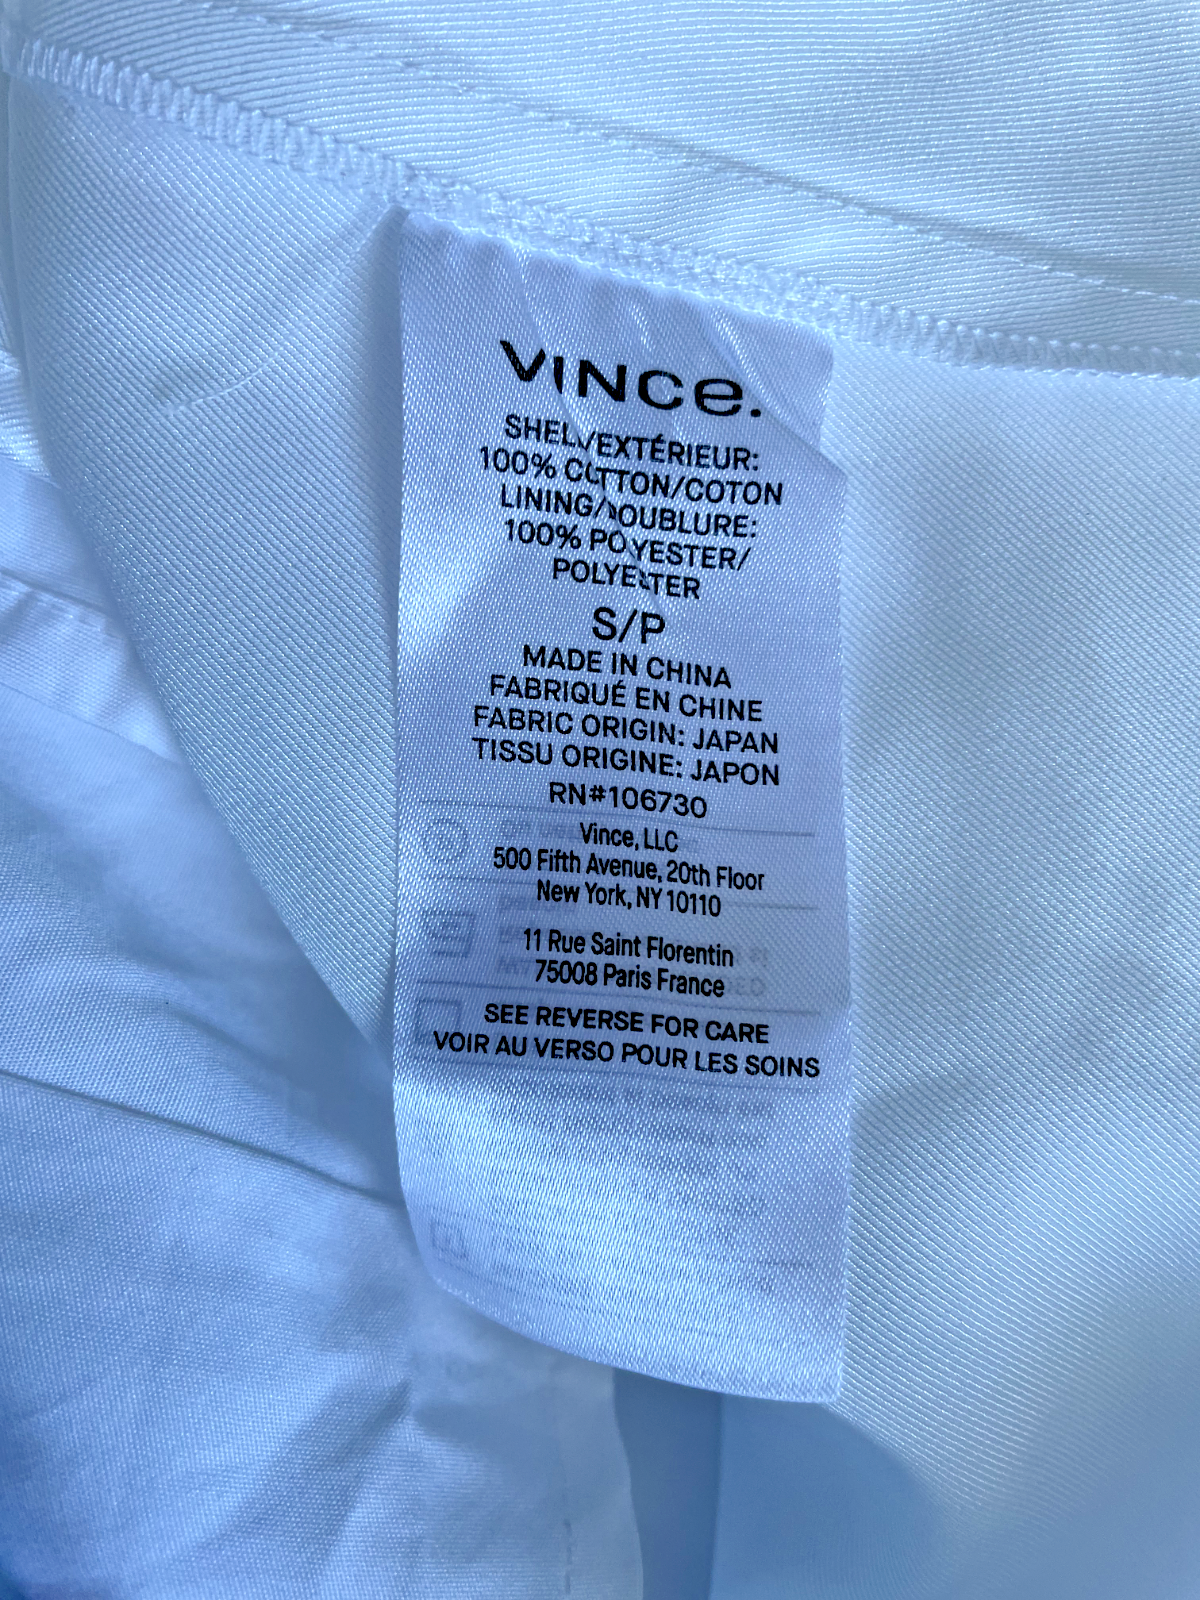 VINCE.
SHELL/EXTÉRIEUR:
100% COTTON/COTON
LINING/DOUBLURE:
100% POLYESTER/
POLYESTER
S/P
MADE IN CHINA
FABRIQUÉ EN CHINE
FABRIC ORIGIN: JAPAN
TISSU ORIGINE: JAPON
RN#106730
Vince, LLC
500 Fifth Avenue, 20th Floor
New York, NY 10110
11 Rue Saint Florentin
75008 Paris France
SEE REVERSE FOR CARE
VOIR AU VERSO POUR LES SOINS